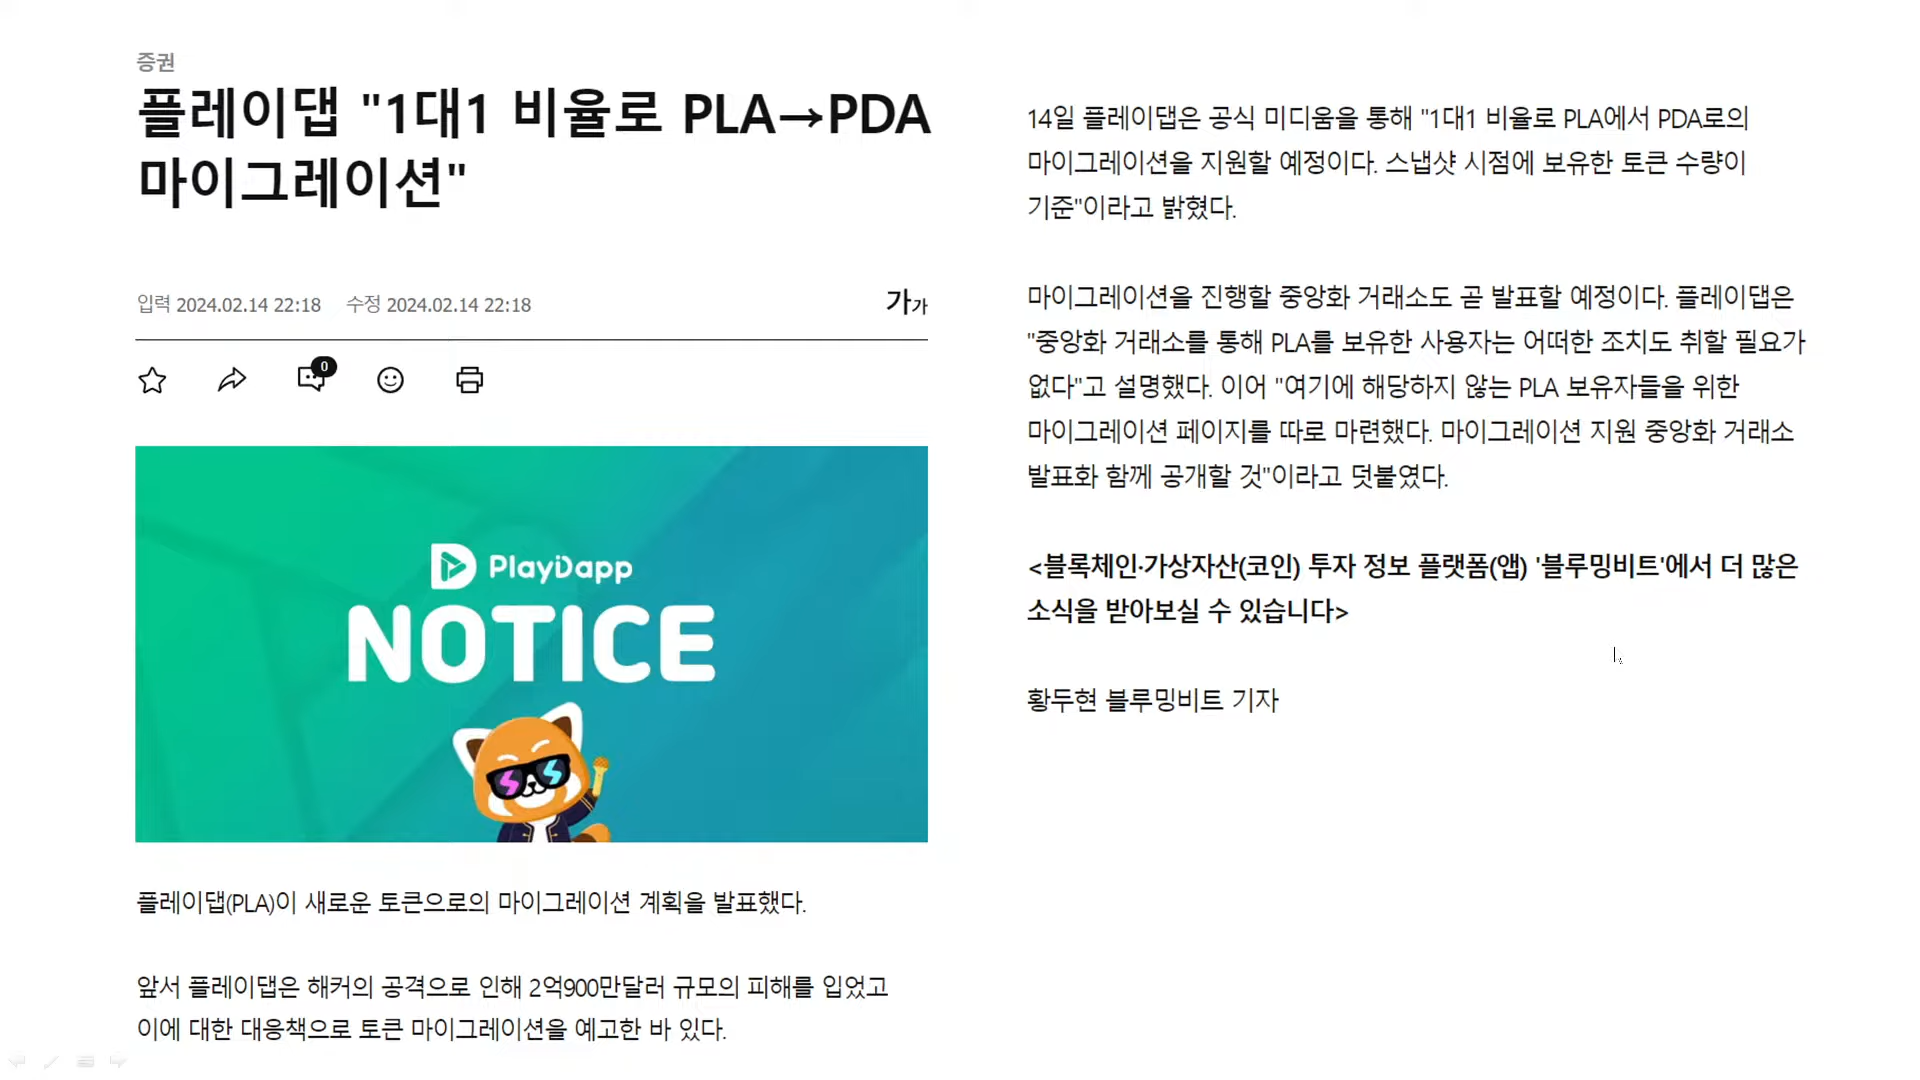 증권
플레이댑 "1대1 비율로 PLA→PDA
마이그레이션"
입력 2024.02.14 22:18 수정 2024.02.14 22:18
가가
0
PlayDapp
NOTICE
플레이댑(PLA)이 새로운 토큰으로의 마이그레이션 계획을 발표했다.
앞서 플레이댑은 해커의 공격으로 인해 2억900만달러 규모의 피해를 입었고
이에 대한 대응책으로 토큰 마이그레이션을 예고한 바 있다.
14일 플레이댑은 공식 미디움을 통해 "1대1 비율로 PLA에서 PDA로의
마이그레이션을 지원할 예정이다. 스냅샷 시점에 보유한 토큰 수량이
기준"이라고 밝혔다.
마이그레이션을 진행할 중앙화 거래소도 곧 발표할 예정이다. 플레이댑은
"중앙화 거래소를 통해 PLA를 보유한 사용자는 어떠한 조치도 취할 필요가
없다"고 설명했다. 이어 "여기에 해당하지 않는 PLA 보유자들을 위한
마이그레이션 페이지를 따로 마련했다. 마이그레이션 지원 중앙화 거래소
발표화 함께 공개할 것"이라고 덧붙였다.
<블록체인·가상자산(코인) 투자 정보 플랫폼(앱) '블루밍비트'에서 더 많은
소식을 받아보실 수 있습니다>
황두현 블루밍비트 기자